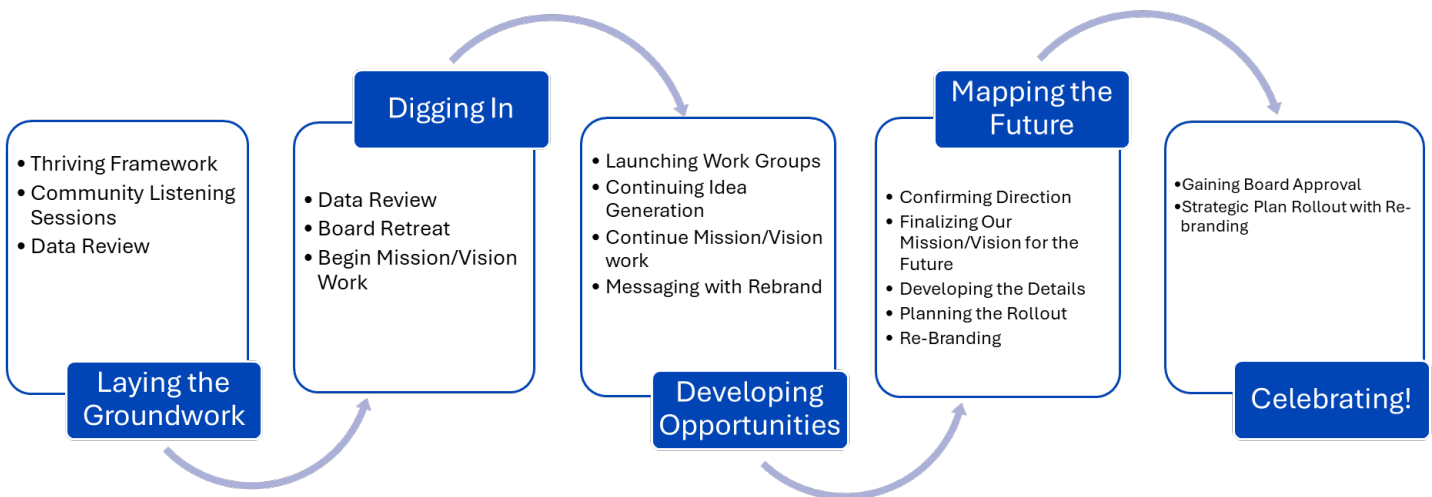 • Thriving Framework
• Community Listening
Sessions
• Data Review
Laying the
Groundwork
Digging In
• Data Review
• Board Retreat
• Begin Mission/Vision
Work
• Launching Work Groups
• Continuing Idea
Generation
• Continue Mission/Vision
work
• Messaging with Rebrand
Developing
Opportunities
Mapping the
Future
• Confirming Direction
• Finalizing Our
Mission/Vision for the
Future
• Developing the Details
• Planning the Rollout
• Re-Branding
•Gaining Board Approval
•Strategic Plan Rollout with Re-
branding
Celebrating!